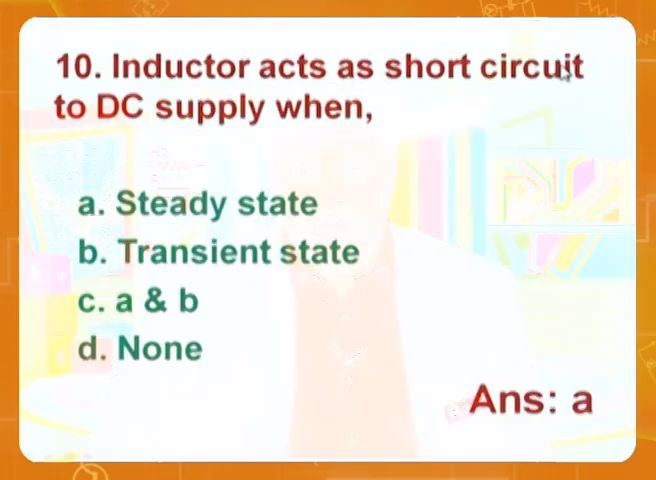 10. Inductor acts as short circuit
to DC supply when,
a. Steady state
b. Transient state
c. a & b
d. None
Ans: a